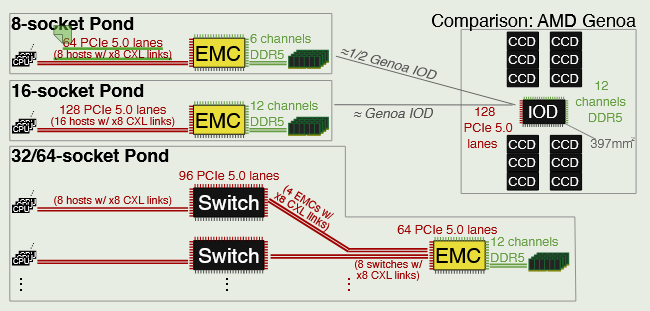 8-socket Pond
64 PCIe 5.0 lanes
(8 hosts w/ x8 CXL links)
CPU
EMC
6 channels
DDR5
≈1/2 Genoa IOD
16-socket Pond
128 PCIe 5.0 lanes
(16 hosts w/ x8 CXL links)
CPU
EMC
12 channels
DDR5
≈ Genoa IOD
Comparison: AMD Genoa
CCD CCD
CCD CCD
CCD CCD
IOD
12
channels
DDR5
128
PCIe 5.0
lanes
397mm²
CCD CCD
CCD CCD
CCD CCD
32/64-socket Pond
96 PCIe 5.0 lanes
(8 hosts w/ x8 CXL links)
CPU
Switch
(4 EMCs w/
x8 CXL links)
64 PCIe 5.0 lanes
CPU
Switch
EMC
12 channels
DDR5
(8 switches w/
x8 CXL links)